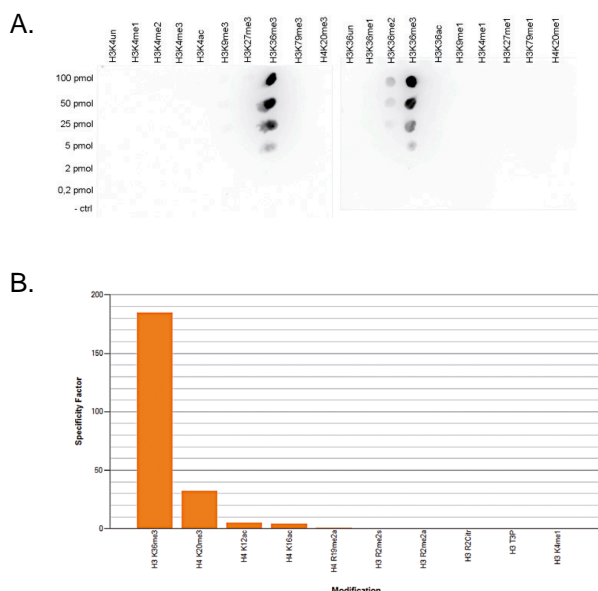 A.
H3K4un H3K4me1 H3K4me2 H3K4me3 H3K4ac H3K9me3 H3K27me3 H3K36me3 H3K79me3 H4K20me3 H3K36un H3K36me1 H3K36me2 H3K36me3 H3K36ac H3K9me1 H3K4me1 H3K27me1 H3K79me1 H4K20me1
100 pmol
50 pmol
25 pmol
5 pmol
2 pmol
0,2 pmol
- ctrl
B.
200
150
100
50
0
Specificity Factor
H3 K36me3
H4 K20me3
H4 K12ac
H4 K16ac
H4 R19me2a
H3 R2me2s
H3 R2me2a
H3 R2Citr
H3 T3P
H3 K4me1
Modification